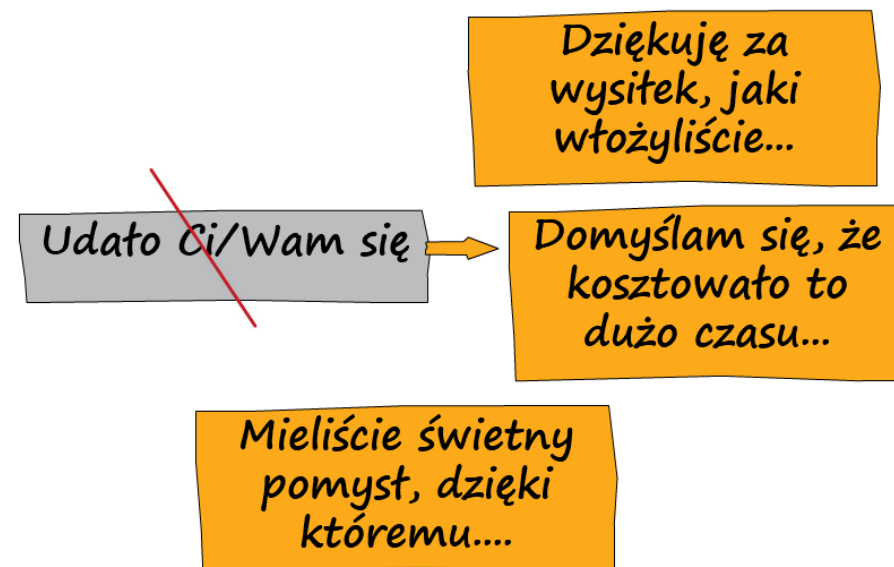 Dziękuję za
wysiłek, jaki
włożyliście...
Udało Ci/Wam się
Domyślam się, że
kosztowało to
dużo czasu...
Mieliście świetny
pomysł, dzięki
któremu....